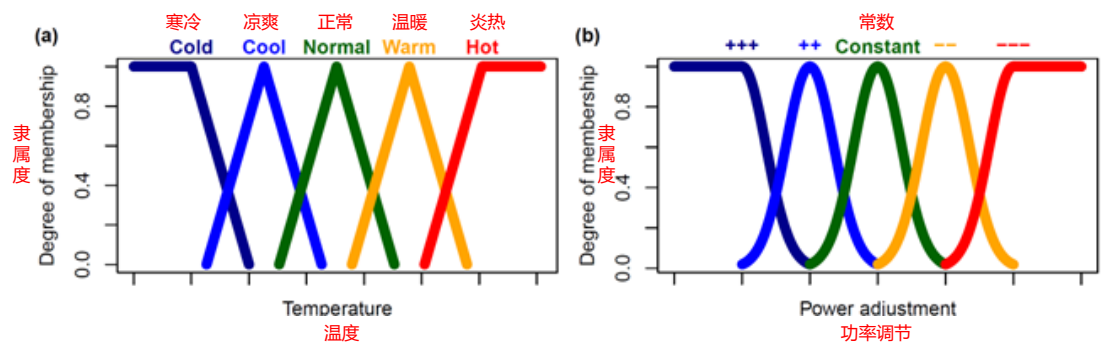 寒冷 凉爽 正常 温暖 炎热
(a) Cold Cool Normal Warm Hot
隶属度
Degree of membership
0.8
0.4
0.0
Temperature
温度
常数
(b) +++ ++ Constant -- ---
隶属度
Degree of membership
0.8
0.4
0.0
Power adjustment
功率调节